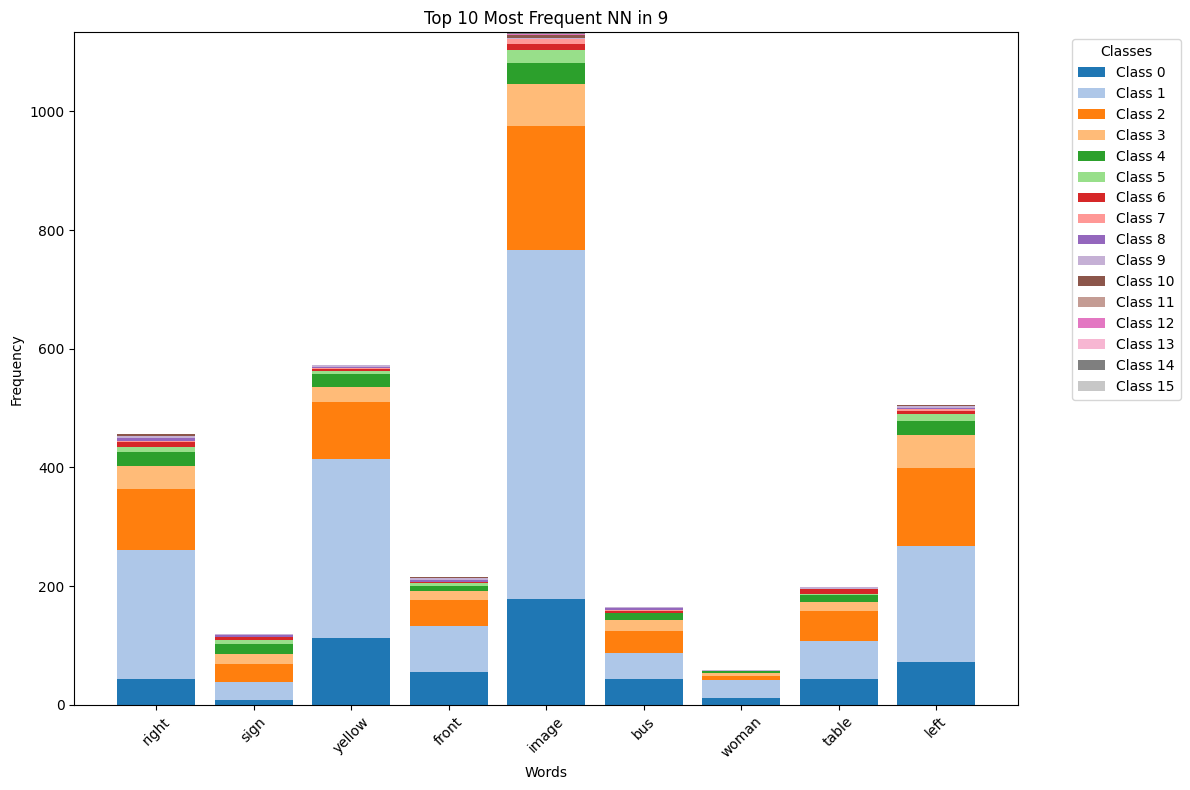 Top 10 Most Frequent NN in 9
Classes
Class 0
Class 1
Class 2
Class 3
Class 4
Class 5
Class 6
Class 7
Class 8
Class 9
Class 10
Class 11
Class 12
Class 13
Class 14
Class 15
Frequency
1000
800
600
400
200
0
right
sign
yellow
front
image
bus
woman
table
left
Words